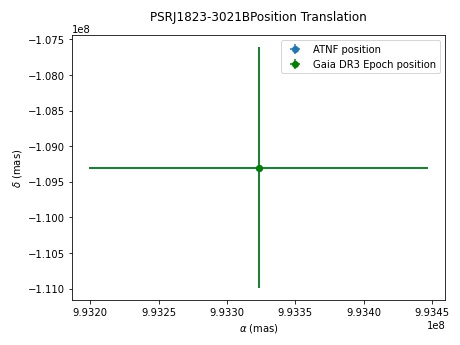 PSRJ1823-3021BPosition Translation
1e8
ATNF position
Gaia DR3 Epoch position
−1.075
−1.080
−1.085
−1.090
−1.095
−1.100
−1.105
−1.110
δ (mas)
9.9320 9.9325 9.9330 9.9335 9.9340 9.9345
1e8
α (mas)